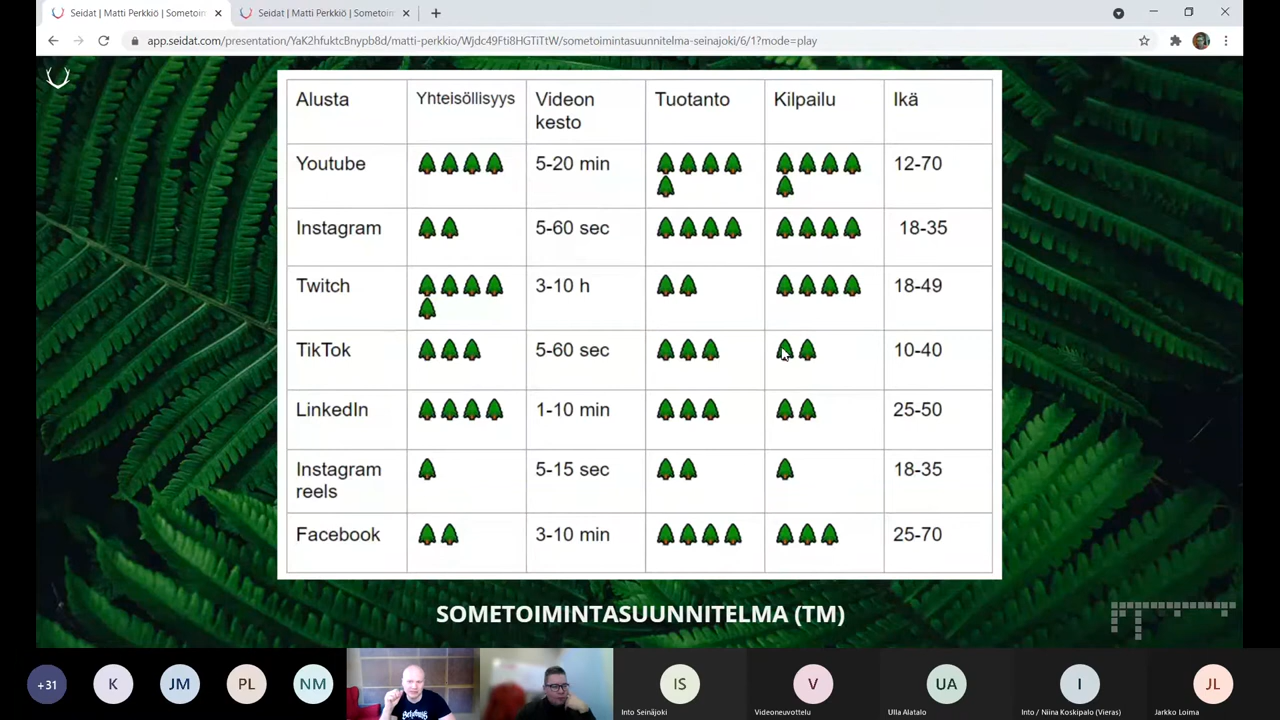 Seidat | Matti Perkkiö | Sometoim
Seidat | Matti Perkkiö | Sometoim
app.seidat.com/presentation/YaK2hfuktcBnypb8d/matti-perkkio/Wjdc49Fti8HGTiTtW/sometoimintasuunnitelma-seinajoki/6/1?mode=play
Alusta Yhteisöllisyys Videon kesto Tuotanto Kilpailu Ikä
Youtube 5-20 min 12-70
Instagram 5-60 sec 18-35
Twitch 3-10 h 18-49
TikTok 5-60 sec 10-40
LinkedIn 1-10 min 25-50
Instagram reels 5-15 sec 18-35
Facebook 3-10 min 25-70
SOMETOIMINTASUUNNITELMA (TM)
+31 K JM PL NM IS V UA I JL
Into Seinäjoki Videoneuvottelu Ulla Alatalo Into / Niina Koskipalo (Vieras) Jarkko Loima